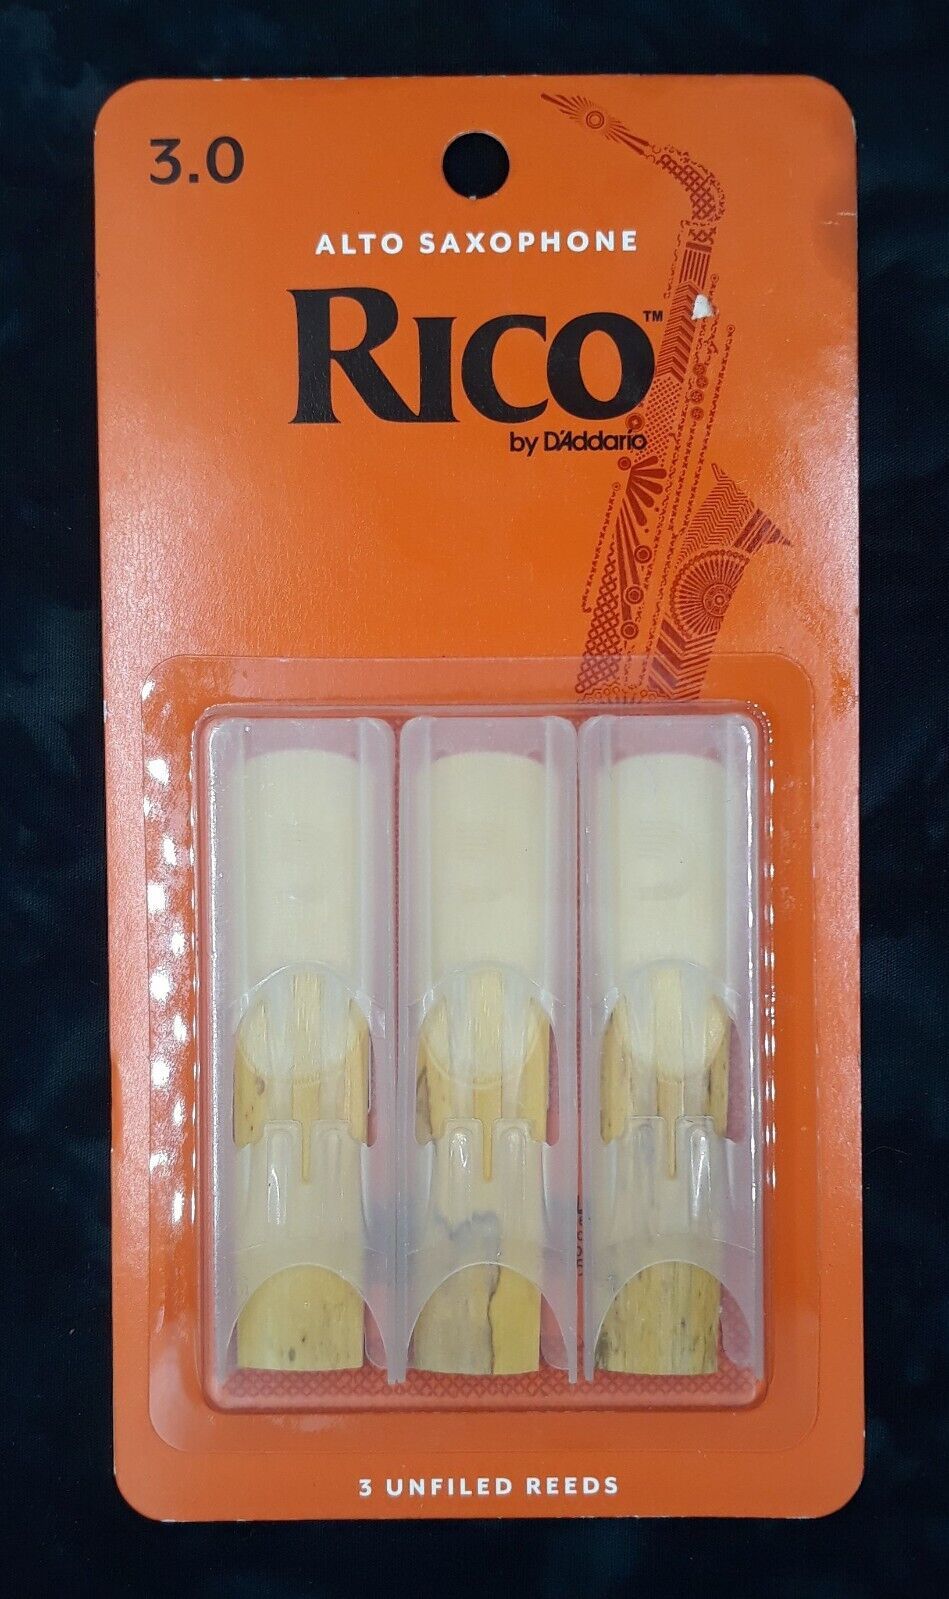 3.0
ALTO SAXOPHONE
RICO™
by D'Addario
3 UNFILED REEDS